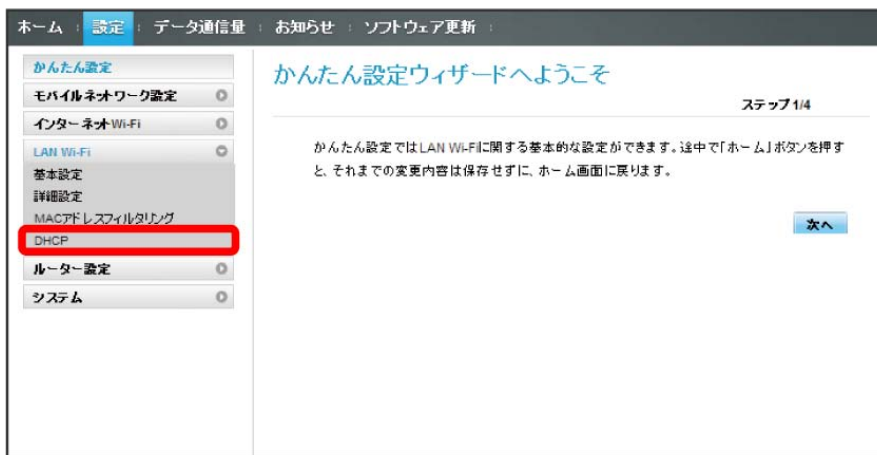 ホーム : 設定 : データ通信量 : お知らせ : ソフトウェア更新 :
かんたん設定
モバイルネットワーク設定
インターネットWi-Fi
LAN Wi-Fi
基本設定
詳細設定
MACアドレスフィルタリング
DHCP
ルーター設定
システム
かんたん設定ウィザードへようこそ
ステップ1/4
かんたん設定ではLAN Wi-Fiに関する基本的な設定ができます。途中で「ホーム」ボタンを押す
と、それまでの変更内容は保存せずに、ホーム画面に戻ります。
次へ